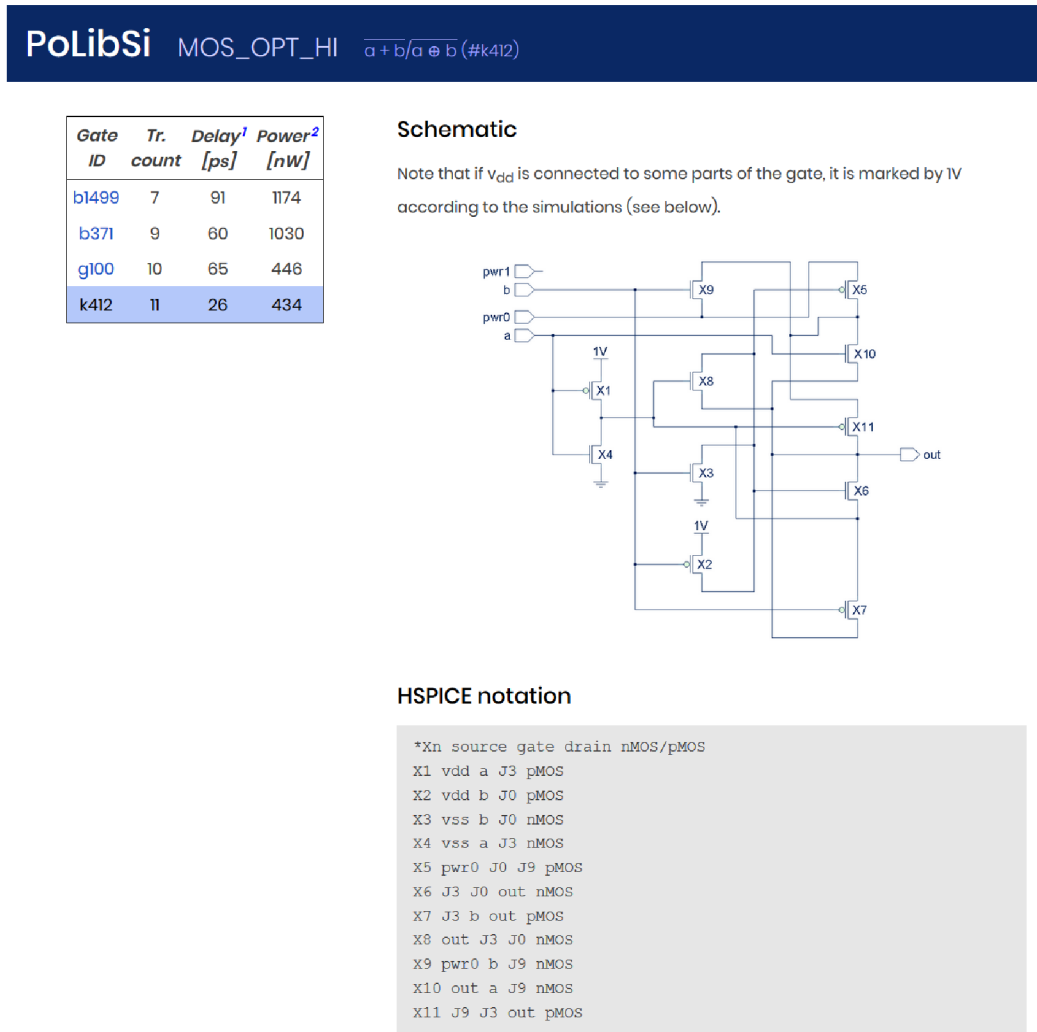 PoLibSi MOS_OPT_HI a + b/a ⊕ b (#k412)
Gate ID Tr. count Delay1 [ps] Power2 [nW]
b1499 7 91 1174
b371 9 60 1030
g100 10 65 446
k412 11 26 434
Schematic
Note that if vdd is connected to some parts of the gate, it is marked by 1V
according to the simulations (see below).
pwr1
b
pwr0
a
X9
X5
X10
1V
X1
X8
X11
X4
X3
out
X6
1V
X2
X7
HSPICE notation
*Xn source gate drain nMOS/pMOS
X1 vdd a J3 pMOS
X2 vdd b J0 pMOS
X3 vss b J0 nMOS
X4 vss a J3 nMOS
X5 pwr0 J0 J9 pMOS
X6 J3 J0 out nMOS
X7 J3 b out pMOS
X8 out J3 J0 nMOS
X9 pwr0 b J9 nMOS
X10 out a J9 nMOS
X11 J9 J3 out pMOS